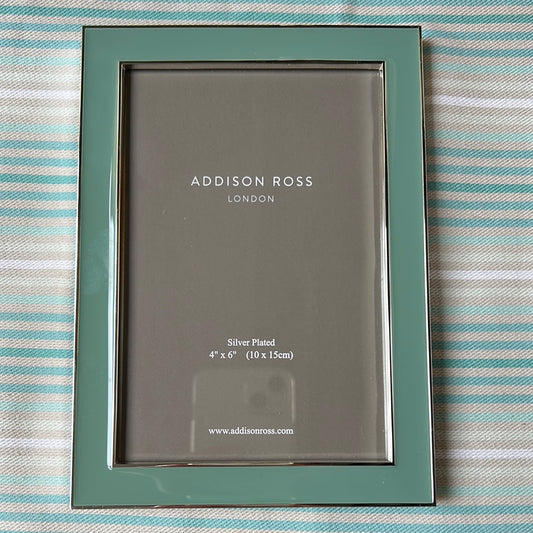 ADDISON ROSS
LONDON
Silver Plated
4" x 6" (10 x 15cm)
www.addisonross.com